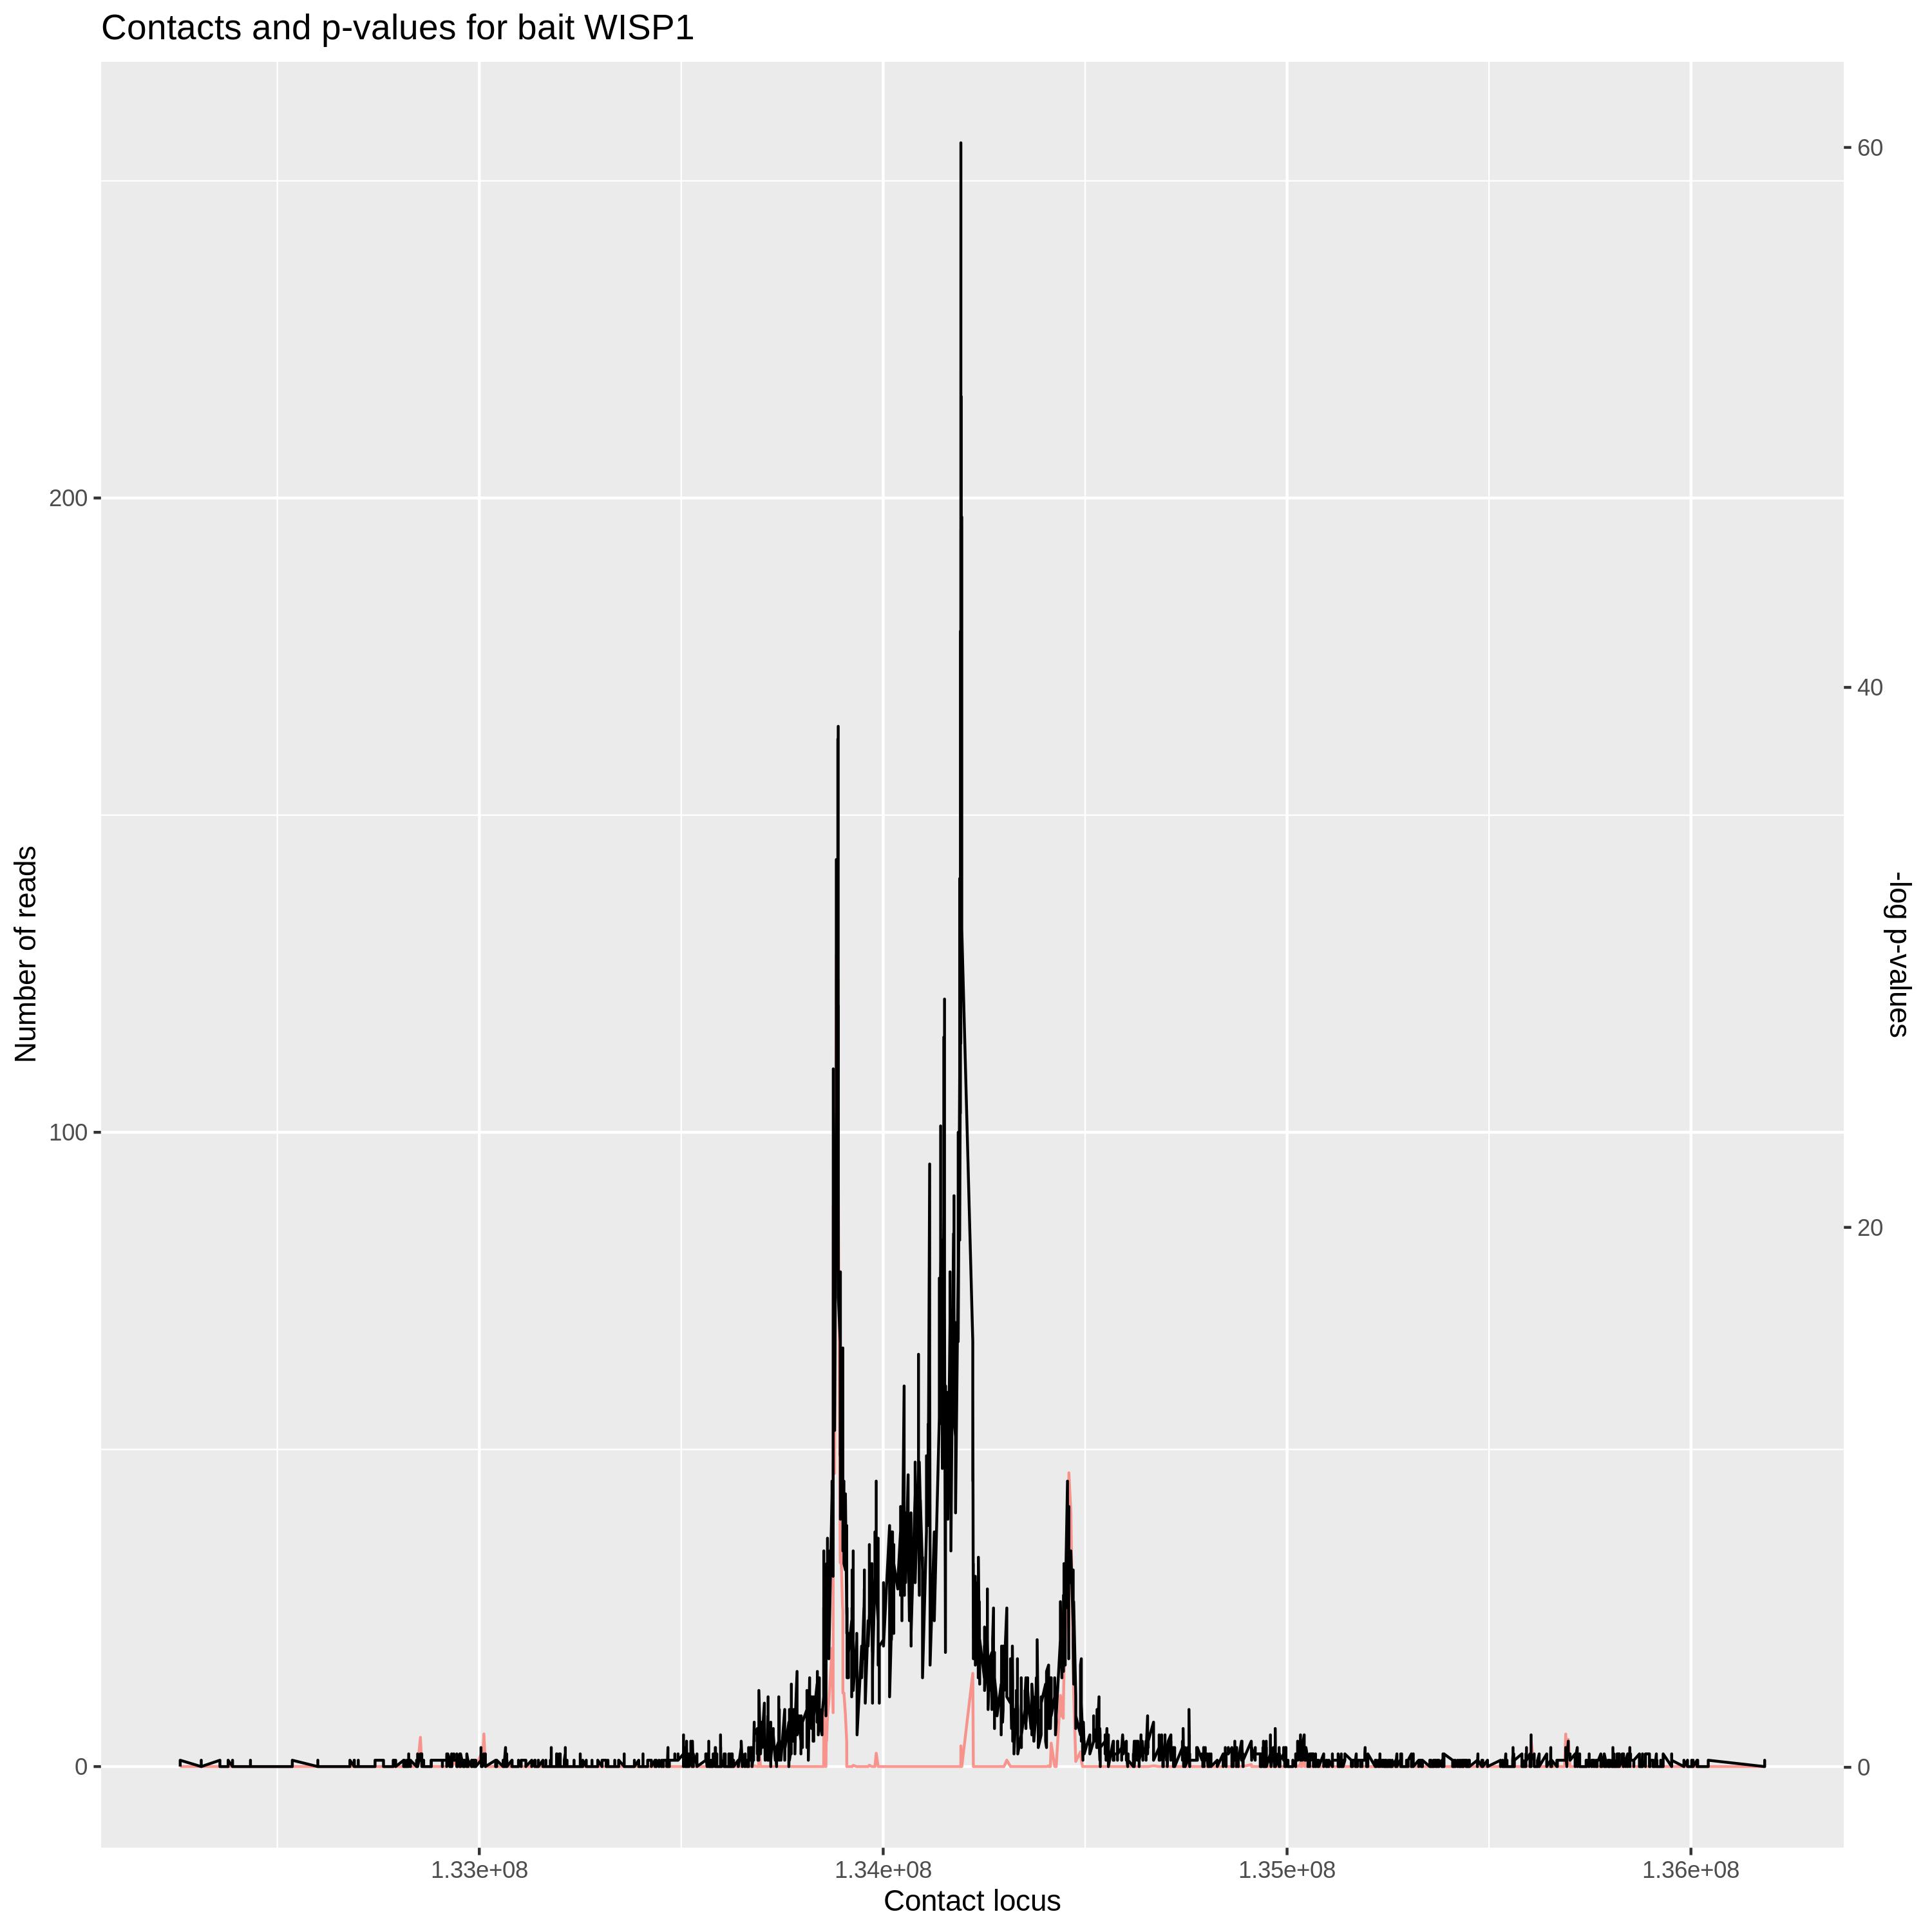 Contacts and p-values for bait WISP1
Number of reads
200
100
0
60
40
20
0
-log p-values
1.33e+08
1.34e+08
1.35e+08
1.36e+08
Contact locus